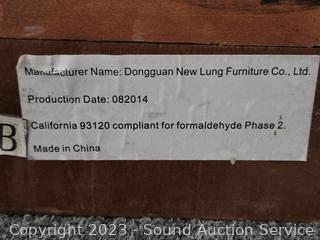 Manufacturer Name: Dongguan New Lung Furniture Co., Ltd.
Production Date: 082014
California 93120 compliant for formaldehyde Phase 2.
B
Made in China
Copyright 2023 - Sound Auction Service